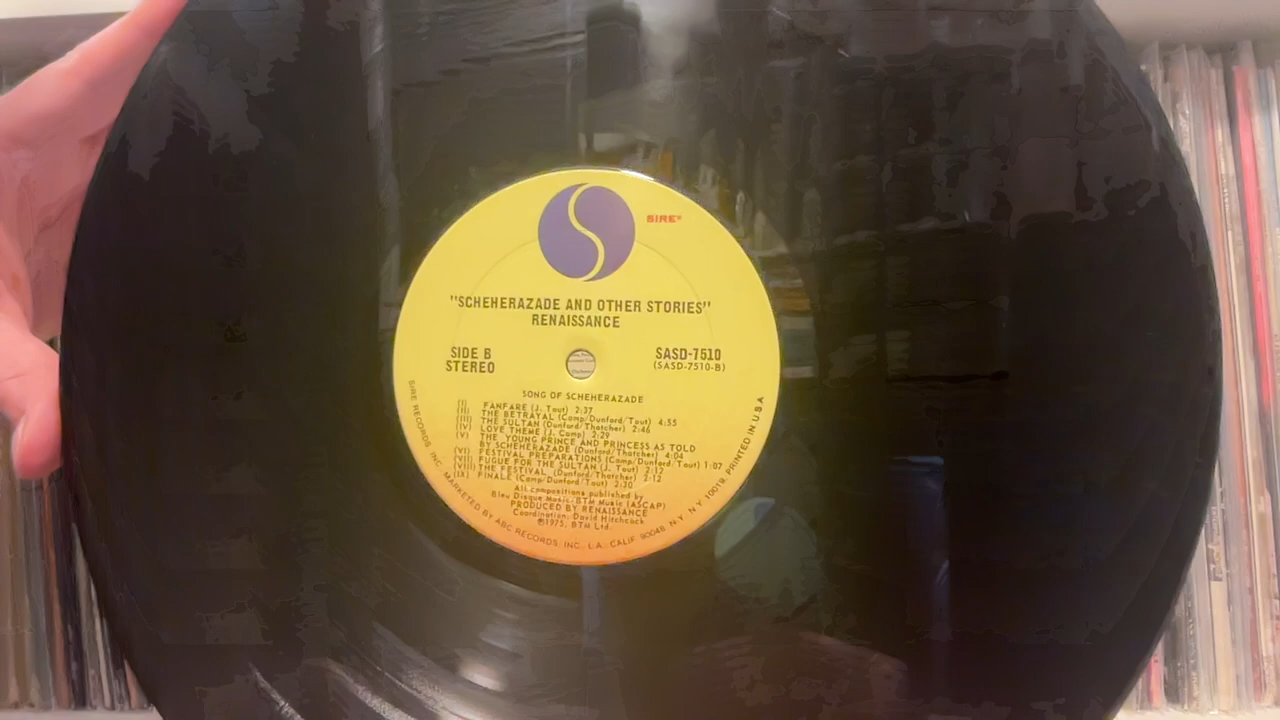 SIRE®
"SCHEHERAZADE AND OTHER STORIES"
RENAISSANCE
SIDE B
STEREO
SASD-7510
(SASD-7510-B)
SONG OF SCHEHERAZADE
(I) FANFARE (J. Tout) 2:37
(II) THE BETRAYAL (Camp/Dunford/Tout) 4:55
(III) THE SULTAN (Dunford/Thatcher) 2:46
(IV) LOVE THEME (J. Camp) 2:29
(V) THE YOUNG PRINCE AND PRINCESS AS TOLD
BY SCHEHERAZADE (Dunford/Thatcher) 4:04
(VI) FESTIVAL PREPARATIONS (Camp/Dunford/Tout) 1:07
(VII) FUGUE FOR THE SULTAN (J. Tout) 2:12
(VIII) THE FESTIVAL (Dunford/Thatcher) 2:12
(IX) FINALE (Camp/Dunford/Tout) 2:30
All compositions published by
Bleu Disque Music/BTM Music (ASCAP)
PRODUCED BY RENAISSANCE
Coordination: David Hitchcock
℗1975, BTM Ltd.
SIRE RECORDS INC. MARKETED BY ABC RECORDS INC. L.A. CALIF. 90048 N.Y. N.Y. 10019. PRINTED IN U.S.A.